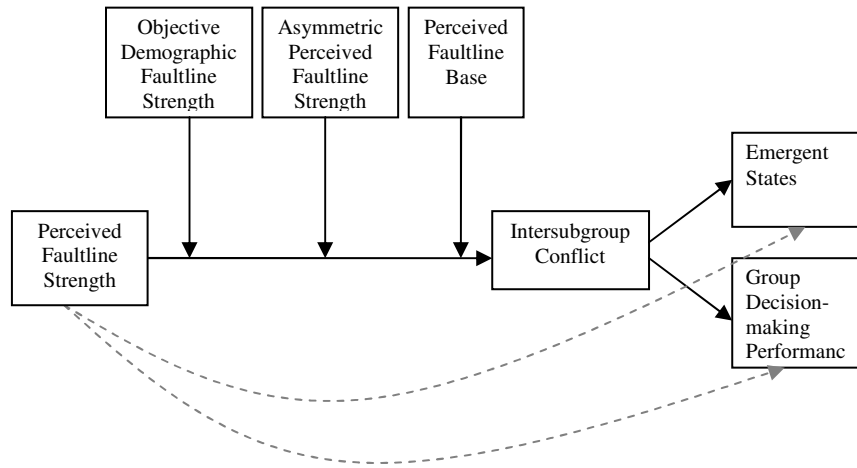 Objective
Demographic
Faultline
Strength
Asymmetric
Perceived
Faultline
Strength
Perceived
Faultline
Base
Emergent
States
Perceived
Faultline
Strength
Intersubgroup
Conflict
Group
Decision-
making
Performanc